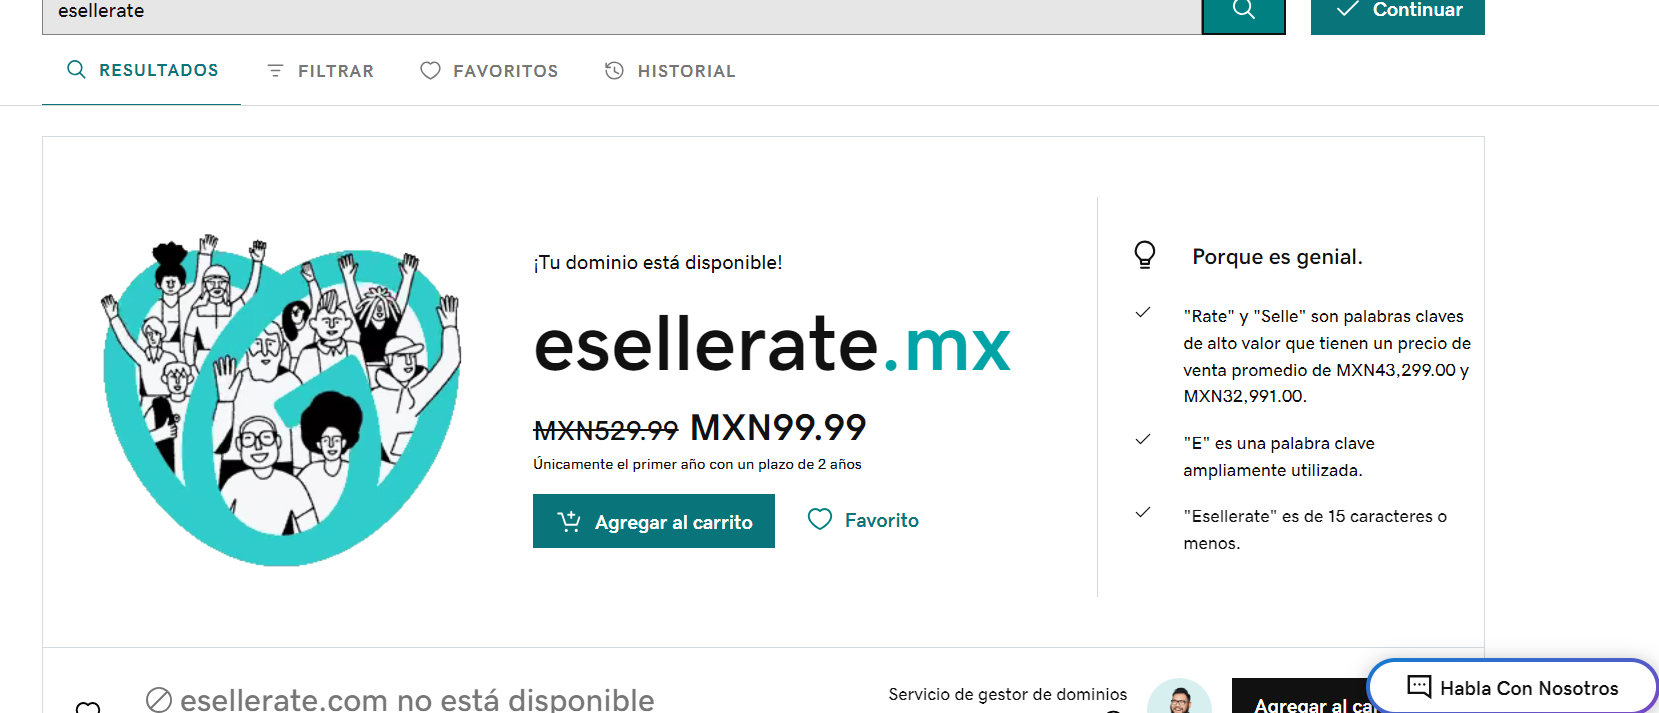 esellerate
Continuar
RESULTADOS
FILTRAR
FAVORITOS
HISTORIAL
¡Tu dominio está disponible!
esellerate.mx
MXN529.99 MXN99.99
Únicamente el primer año con un plazo de 2 años
Agregar al carrito
Favorito
Porque es genial.
"Rate" y "Selle" son palabras claves
de alto valor que tienen un precio de
venta promedio de MXN43,299.00 y
MXN32,991.00.
"E" es una palabra clave
ampliamente utilizada.
"Esellerate" es de 15 caracteres o
menos.
esellerate.com no está disponible
Servicio de gestor de dominios
Agregar al
Habla Con Nosotros